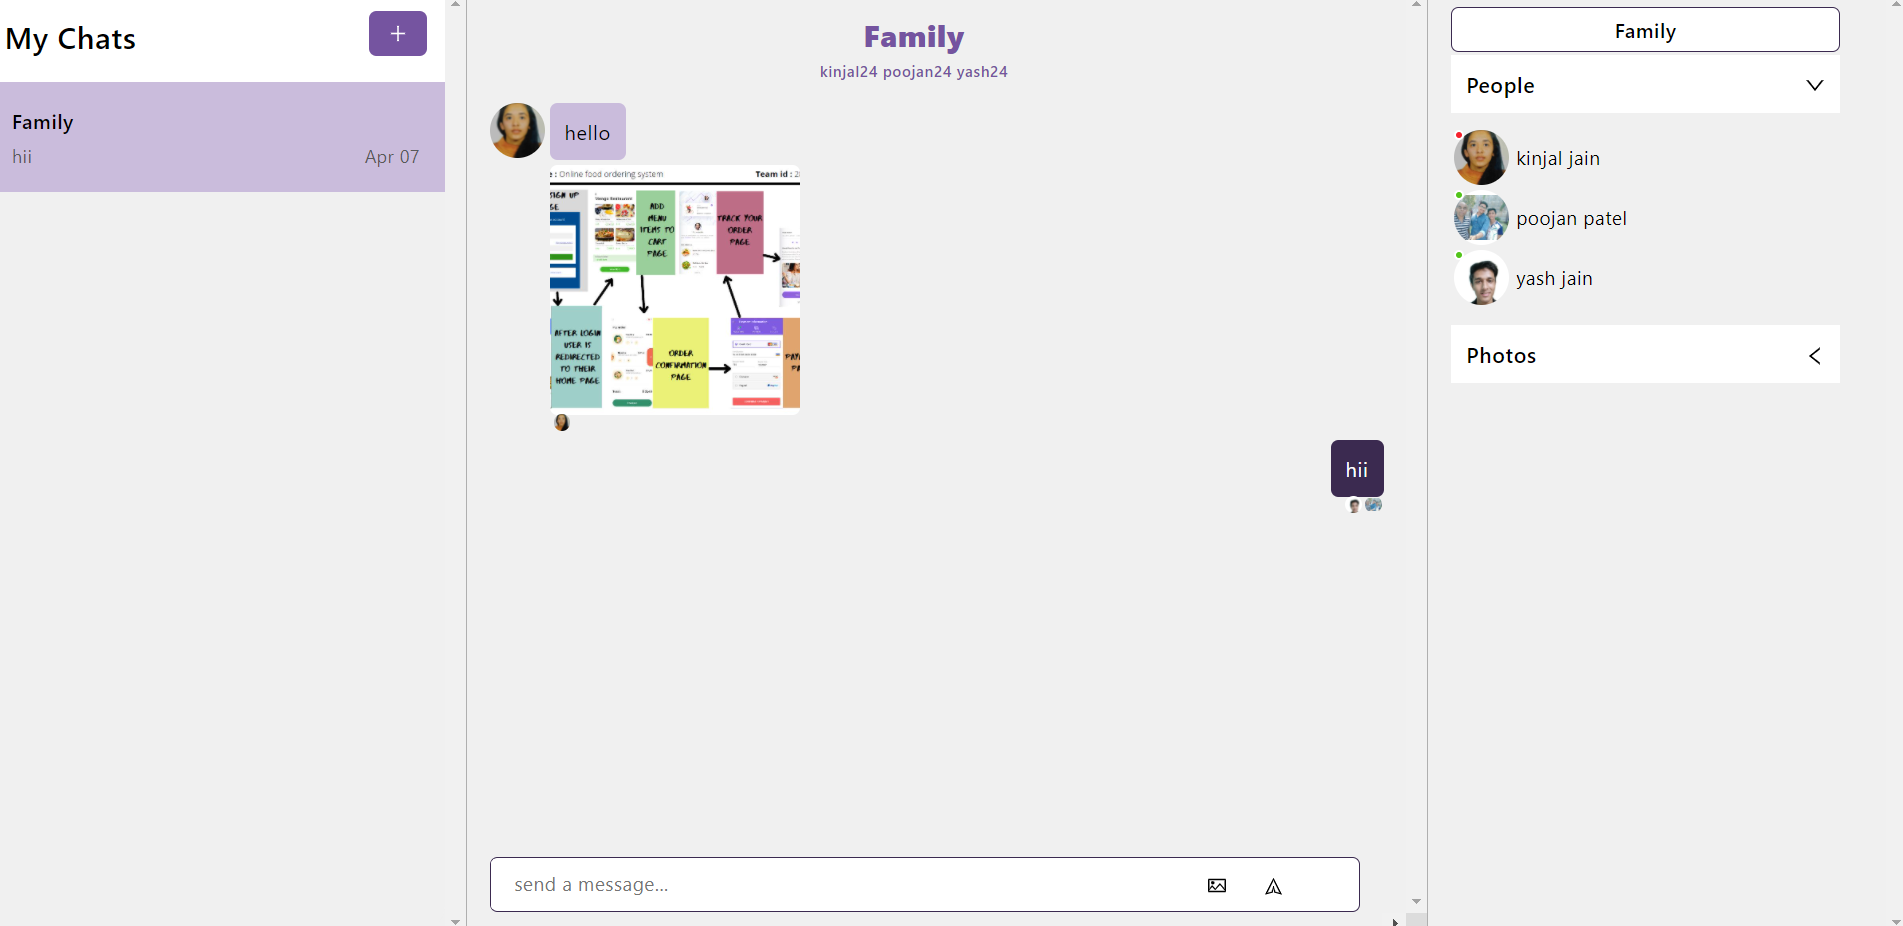 My Chats
+
Family
hii
Apr 07
Family
kinjal24 poojan24 yash24
hello
e : Online food ordering system
Team id : 2
SIGN UP
GE
ADD
MENU
ITEMS TO
CART
PAGE
TRACK YOUR
ORDER
PAGE
AFTER LOGIN
USER IS
REDIRECTED
TO THEIR
HOME PAGE
ORDER
CONFIRMATION
PAGE
hii
send a message...
Family
People
kinjal jain
poojan patel
yash jain
Photos